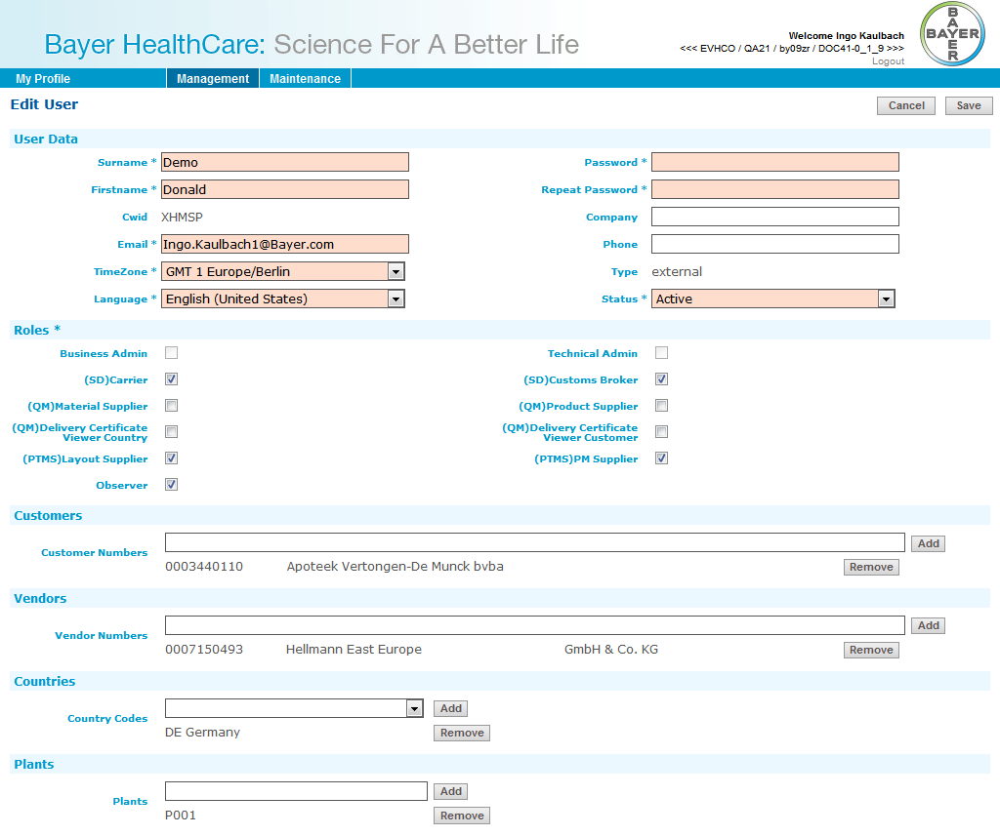 Bayer HealthCare: Science For A Better Life
Welcome Ingo Kaulbach
<<< EVHCO / QA21 / by09zr / DOC41-0_1_9 >>>
Logout
BAYER
BAYER
My Profile Management Maintenance
Edit User Cancel Save
User Data
Surname * Demo Password *
Firstname * Donald Repeat Password *
Cwid XHMSP Company
Email * Ingo.Kaulbach1@Bayer.com Phone
TimeZone * GMT 1 Europe/Berlin Type external
Language * English (United States) Status * Active
Roles *
Business Admin Technical Admin
(SD)Carrier (SD)Customs Broker
(QM)Material Supplier (QM)Product Supplier
(QM)Delivery Certificate (QM)Delivery Certificate
Viewer Country Viewer Customer
(PTMS)Layout Supplier (PTMS)PM Supplier
Observer
Customers
Customer Numbers Add
0003440110 Apoteek Vertongen-De Munck bvba Remove
Vendors
Vendor Numbers Add
0007150493 Hellmann East Europe GmbH & Co. KG Remove
Countries
Country Codes Add
DE Germany Remove
Plants
Plants Add
P001 Remove